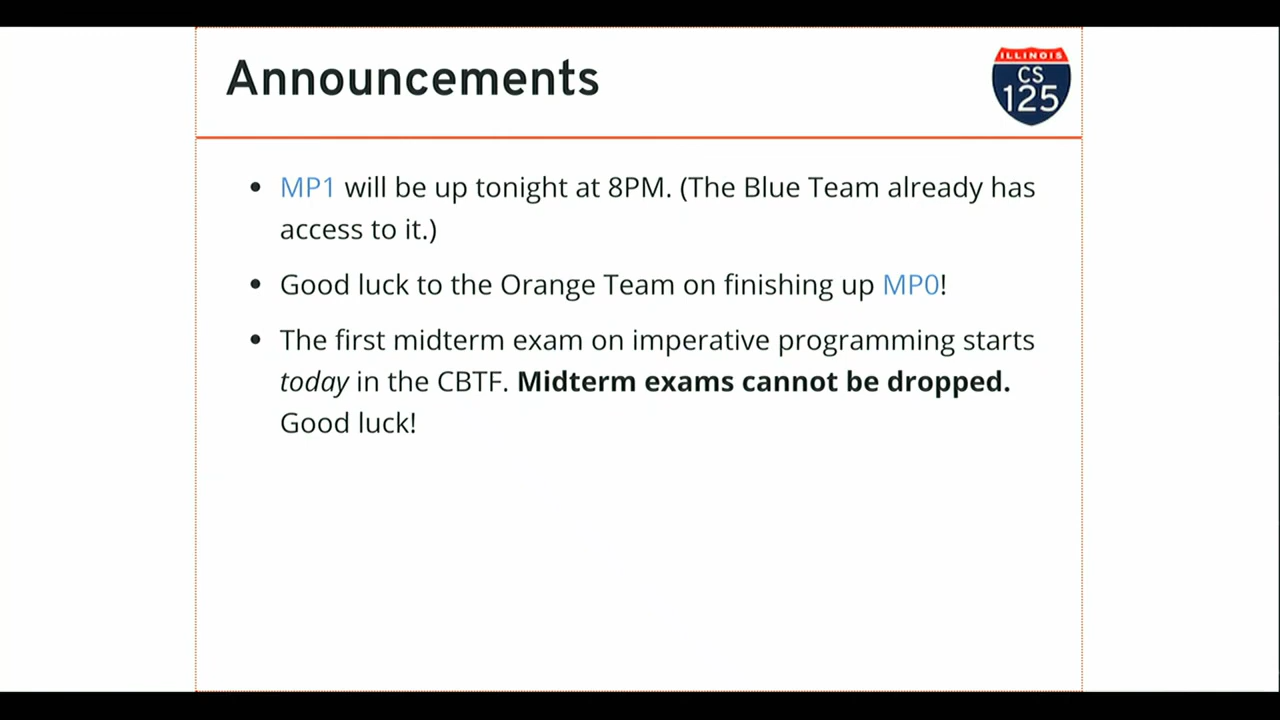 Announcements
ILLINOIS
CS
125
MP1 will be up tonight at 8PM. (The Blue Team already has
access to it.)
Good luck to the Orange Team on finishing up MP0!
The first midterm exam on imperative programming starts
today in the CBTF. Midterm exams cannot be dropped.
Good luck!